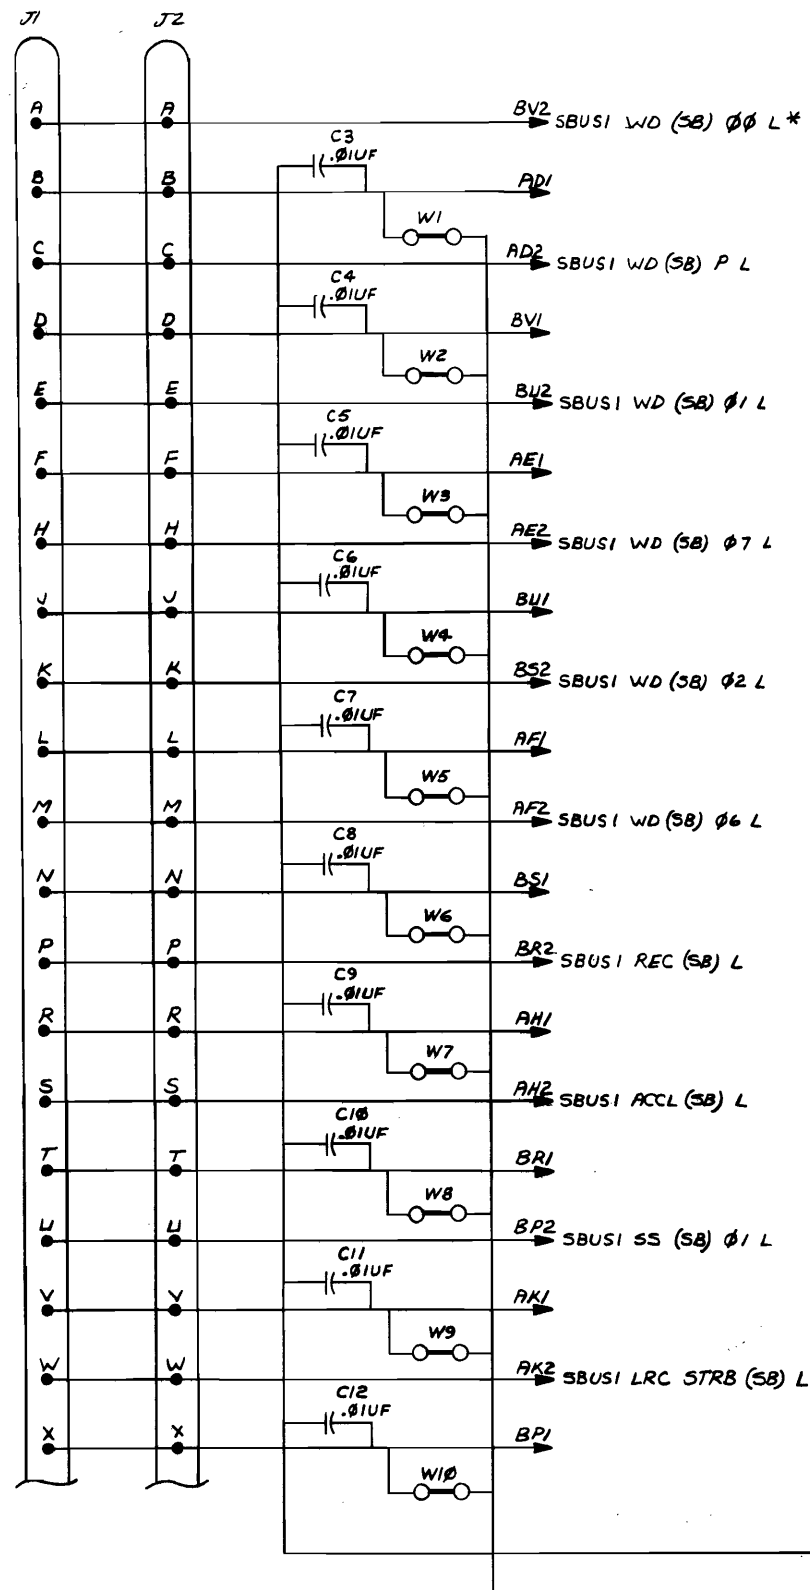 J1 J2
A A BV2 SBUS1 WD (SB) ØØ L *
C3
.Ø1UF
B B AD1
W1
C C AD2 SBUS1 WD (SB) P L
C4
.Ø1UF
D D BV1
W2
E E BU2 SBUS1 WD (SB) Ø1 L
C5
.Ø1UF
F F AE1
W3
H H AE2 SBUS1 WD (SB) Ø7 L
C6
.Ø1UF
J J BU1
W4
K K BS2 SBUS1 WD (SB) Ø2 L
C7
.Ø1UF
L L AF1
W5
M M AF2 SBUS1 WD (SB) Ø6 L
C8
.Ø1UF
N N BS1
W6
P P BR2 SBUS1 REC (SB) L
C9
.Ø1UF
R R AH1
W7
S S AH2 SBUS1 ACCL (SB) L
C1Ø
.Ø1UF
T T BR1
W8
U U BP2 SBUS1 SS (SB) Ø1 L
C11
.Ø1UF
V V AK1
W9
W W AK2 SBUS1 LRC STRB (SB) L
C12
.Ø1UF
X X BP1
W1Ø